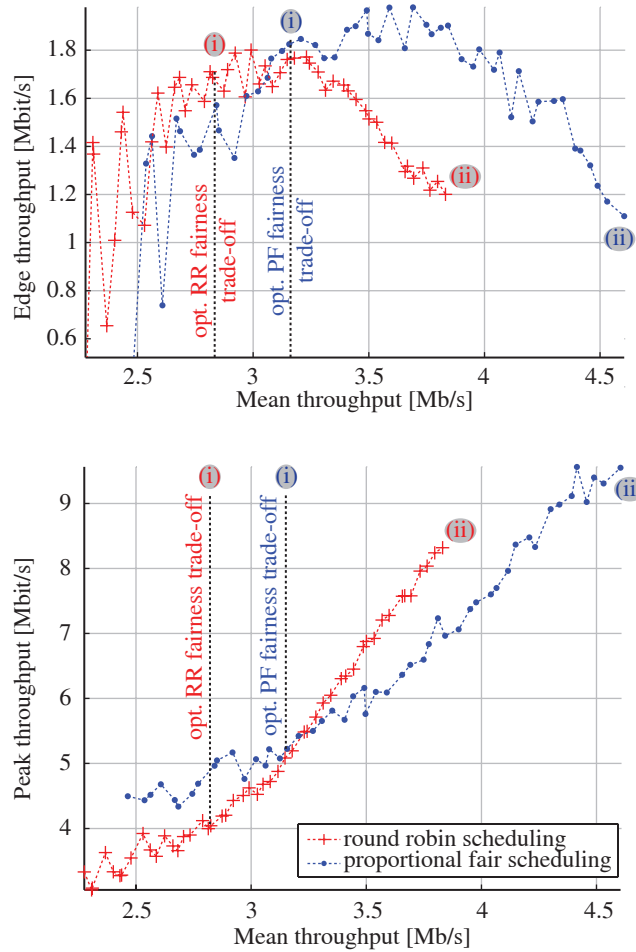 1.8
1.6
1.4
1.2
1
0.8
0.6
Edge throughput [Mbit/s]
i
i
opt. RR fairness
trade-off
opt. PF fairness
trade-off
(ii)
(ii)
2.5
3
3.5
4
4.5
Mean throughput [Mb/s]
9
8
7
6
5
4
Peak throughput [Mbit/s]
i
i
(ii)
(ii
opt. RR fairness trade-off
opt. PF fairness trade-off
round robin scheduling
proportional fair scheduling
2.5
3
3.5
4
4.5
Mean throughput [Mb/s]